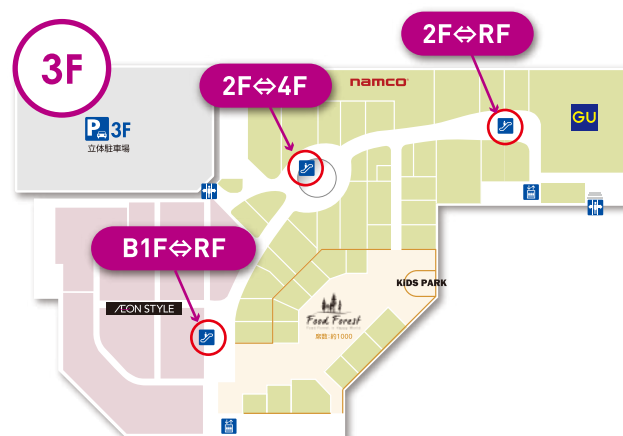 3F
2F⇔RF
2F⇔4F
namco
GU
P 3F
立体駐車場
B1F⇔RF
KIDS PARK
ÆON STYLE
Food Forest
席数:約1000